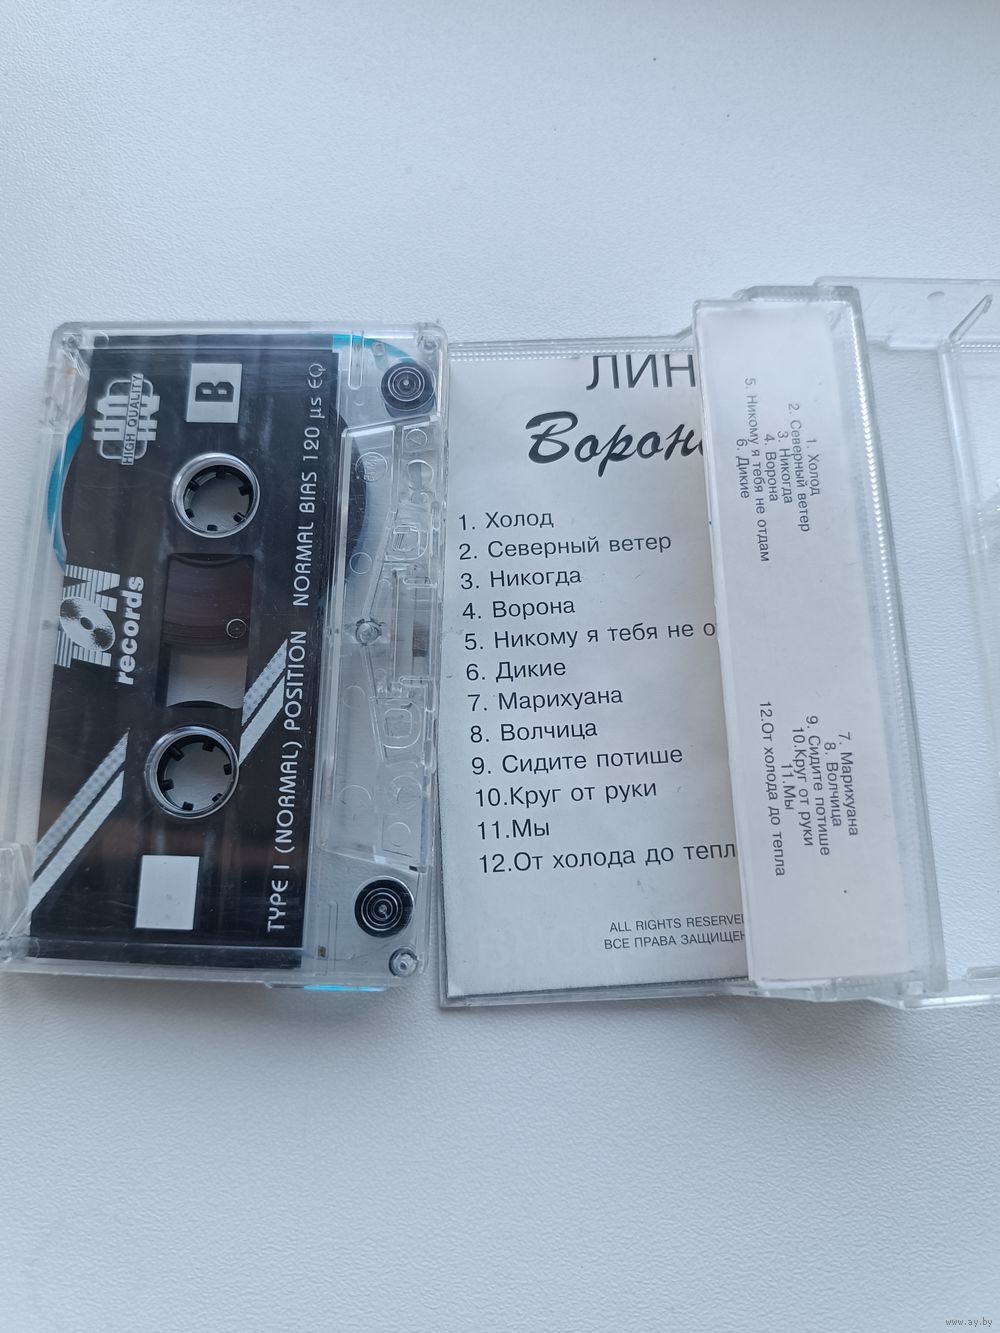 HIGH QUALITY
B
TON
records
TYPE I (NORMAL) POSITION NORMAL BIAS 120 µs EQ
ЛИН
Ворон
1. Холод
2. Северный ветер
3. Никогда
4. Ворона
5. Никому я тебя не о
6. Дикие
7. Марихуана
8. Волчица
9. Сидите потише
10.Круг от руки
11.Мы
12.От холода до тепл
ALL RIGHTS RESERVE
ВСЕ ПРАВА ЗАЩИЩЕН
1. Холод
2. Северный ветер
3. Никогда
4. Ворона
5. Никому я тебя не отдам
6. Дикие
7. Марихуана
8. Волчица
9. Сидите потише
10.Круг от руки
11.Мы
12.От холода до тепла
www.ay.by